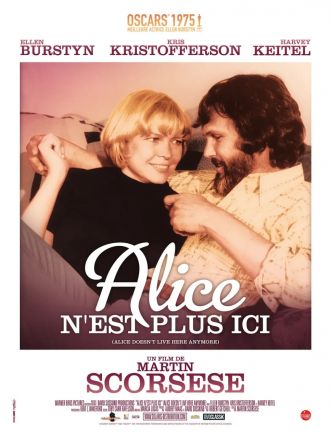 OSCARS 1975
MEILLEURE ACTRICE ELLEN BURSTYN
ELLEN BURSTYN
KRIS KRISTOFFERSON
HARVEY KEITEL
Alice
N'EST PLUS ICI
(ALICE DOESN'T LIVE HERE ANYMORE)
UN FILM DE
MARTIN
SCORSESE